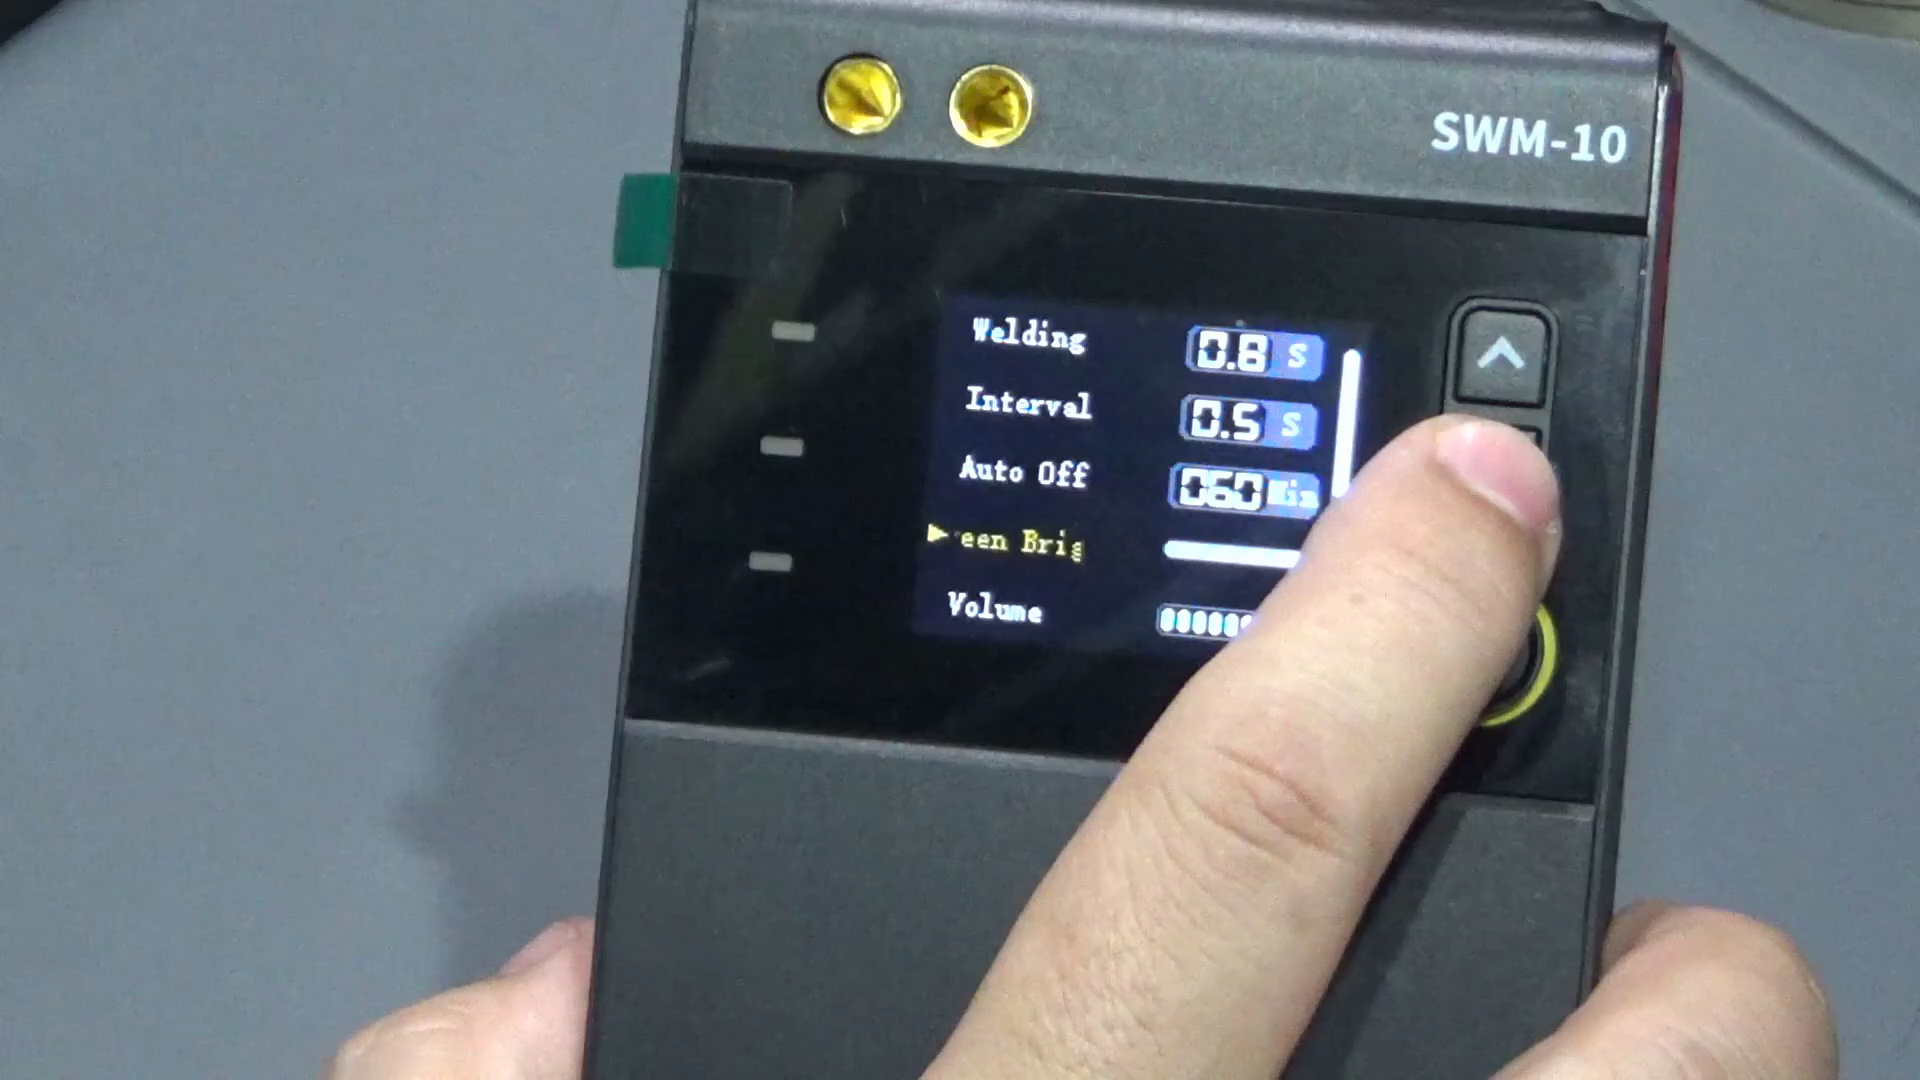 SWM-10
Welding 0.8 S
Interval 0.5 S
Auto Off 060 Min
een Brig
Volume